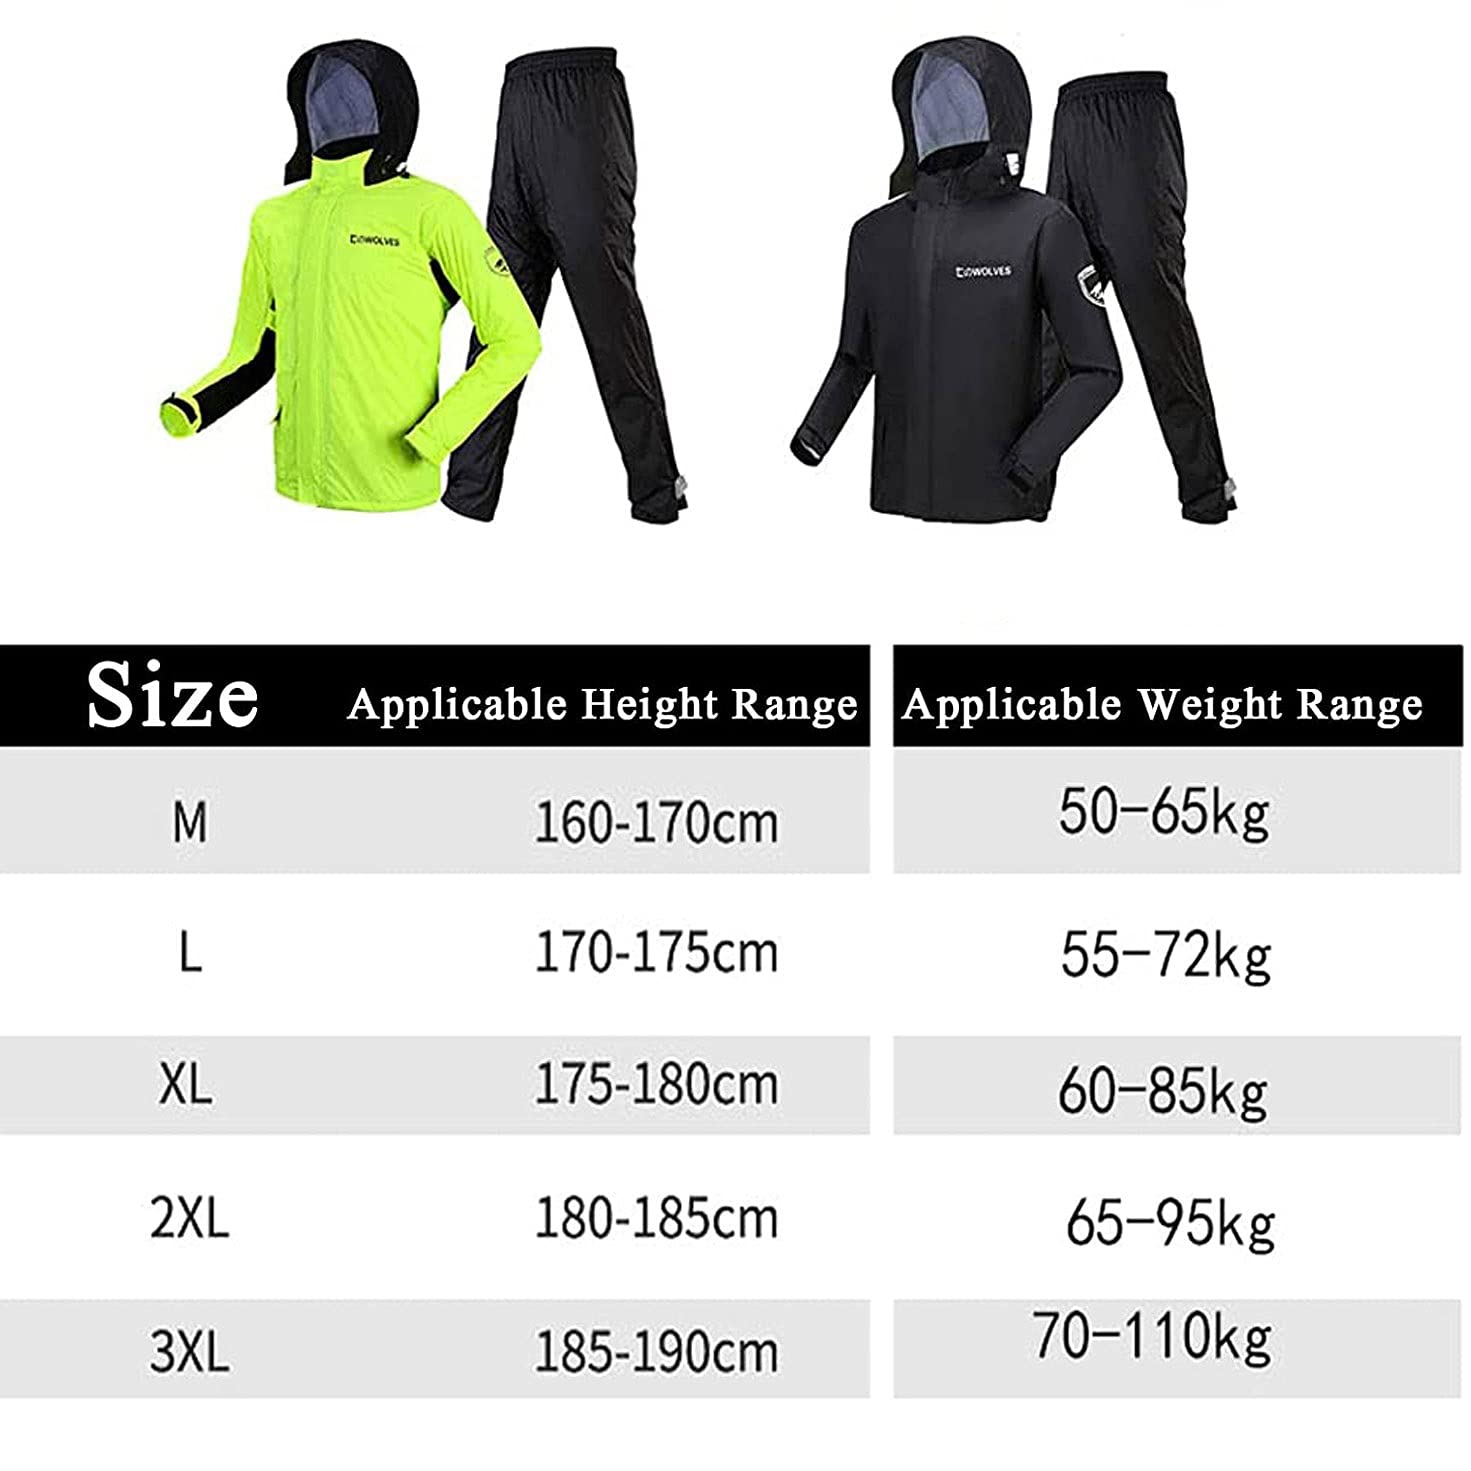 WOLVES
WOLVES
Size Applicable Height Range Applicable Weight Range
M 160-170cm 50-65kg
L 170-175cm 55-72kg
XL 175-180cm 60-85kg
2XL 180-185cm 65-95kg
3XL 185-190cm 70-110kg